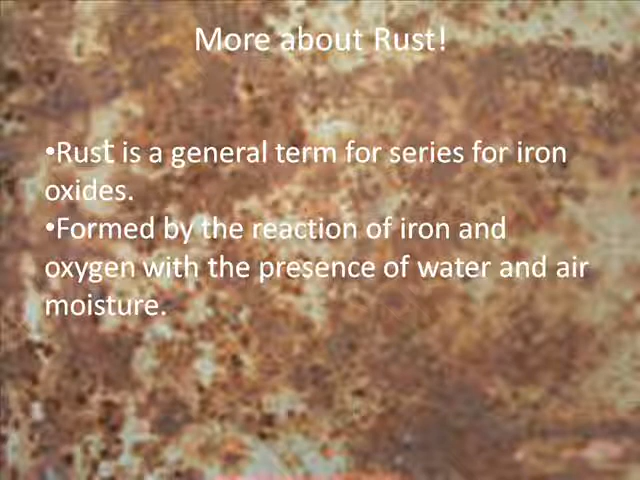 More about Rust!
•Rust is a general term for series for iron
oxides.
•Formed by the reaction of iron and
oxygen with the presence of water and air
moisture.